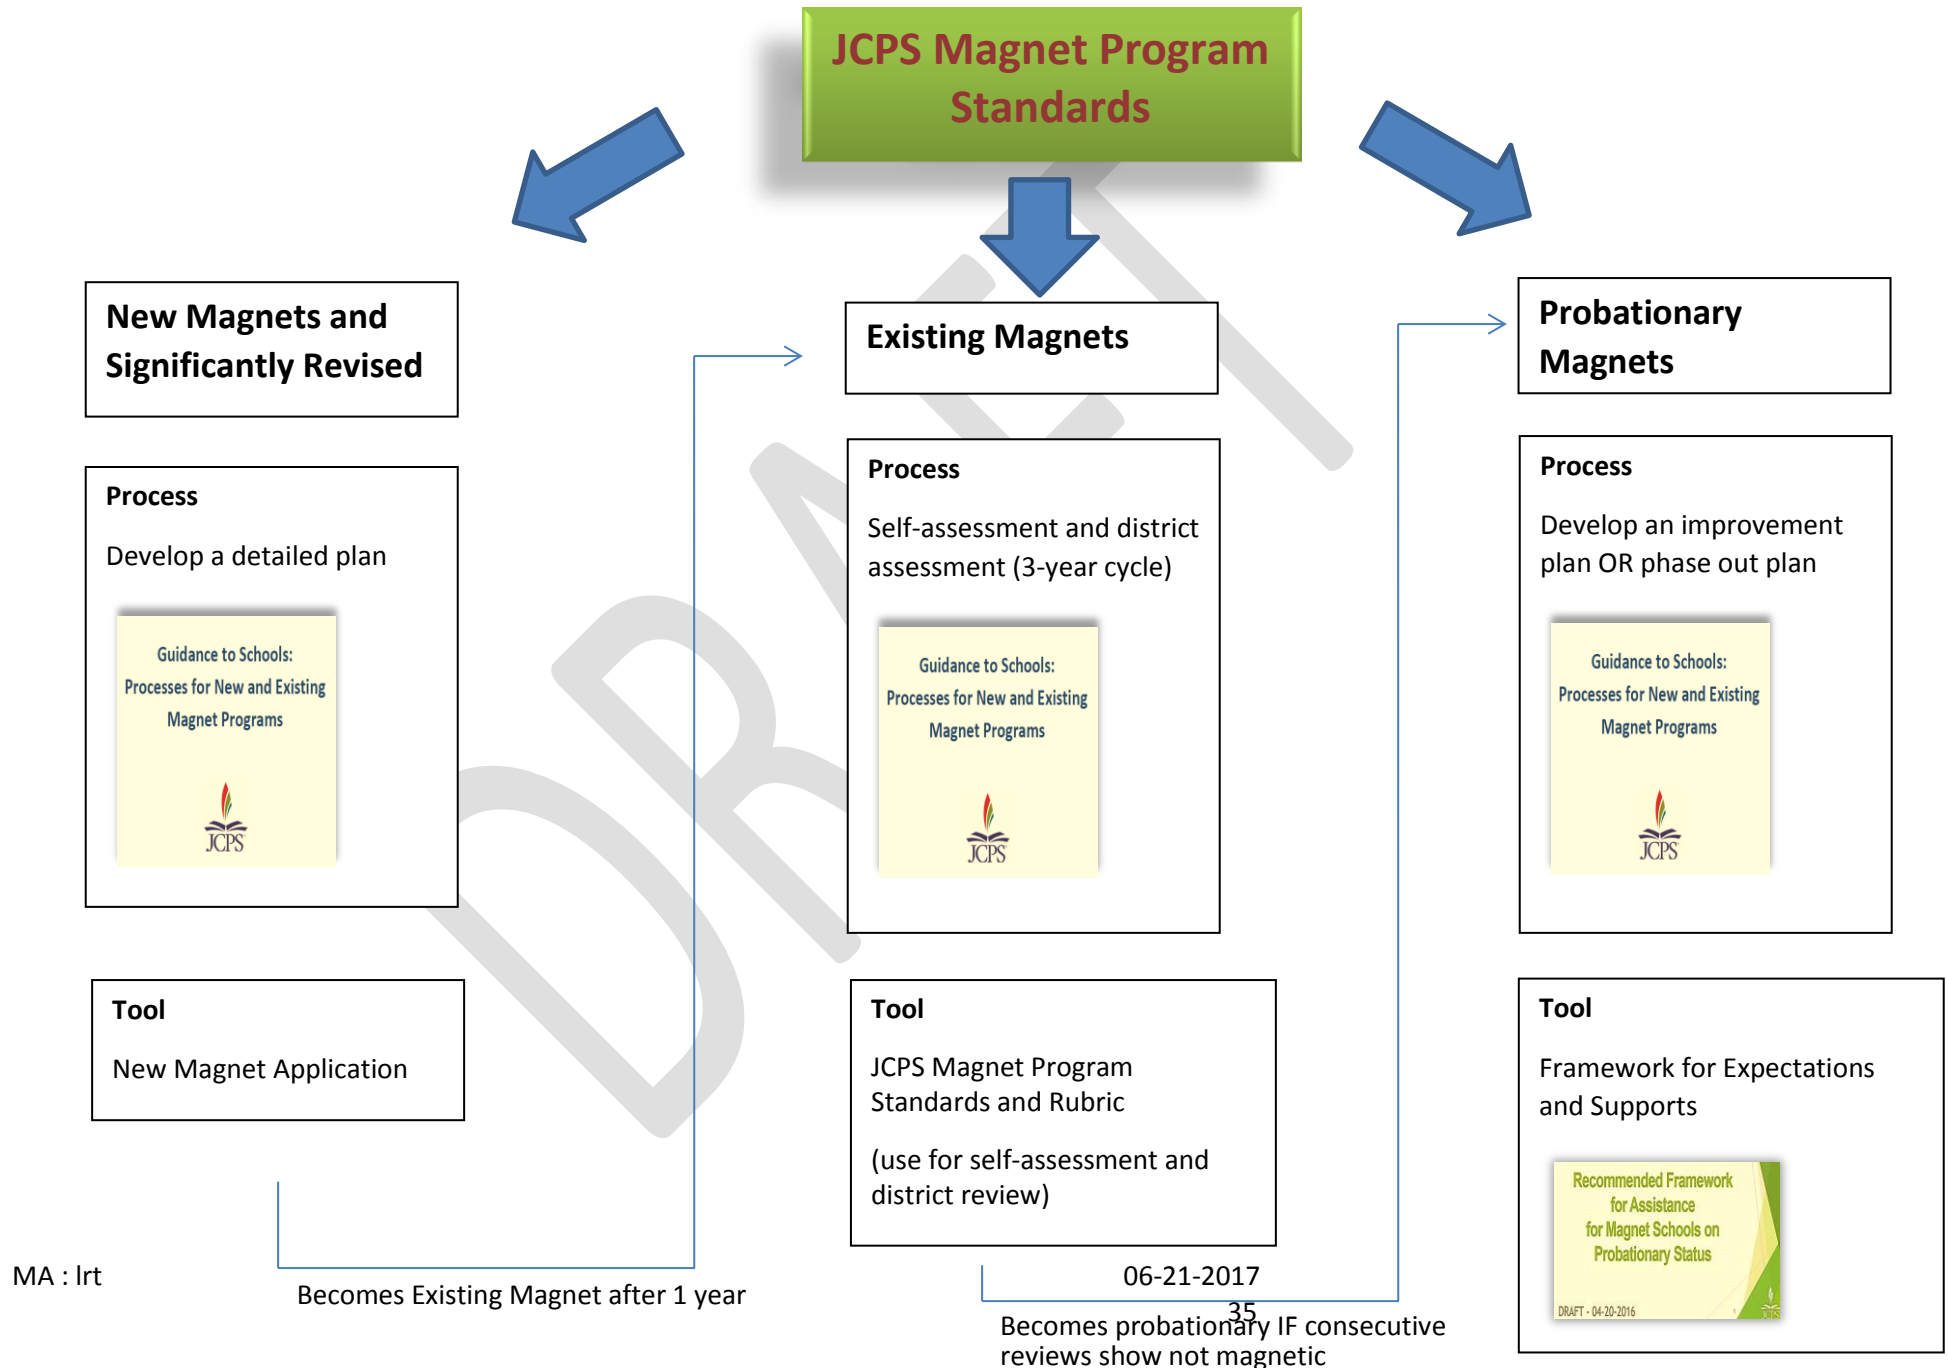 JCPS Magnet Program
Standards
New Magnets and
Significantly Revised
Process
Develop a detailed plan
Guidance to Schools:
Processes for New and Existing
Magnet Programs
JCPS
Tool
New Magnet Application
Becomes Existing Magnet after 1 year
Existing Magnets
Process
Self-assessment and district
assessment (3-year cycle)
Guidance to Schools:
Processes for New and Existing
Magnet Programs
JCPS
Tool
JCPS Magnet Program
Standards and Rubric
(use for self-assessment and
district review)
Becomes probationary IF consecutive
reviews show not magnetic
Probationary
Magnets
Process
Develop an improvement
plan OR phase out plan
Guidance to Schools:
Processes for New and Existing
Magnet Programs
JCPS
Tool
Framework for Expectations
and Supports
Recommended Framework
for Assistance
for Magnet Schools on
Probationary Status
DRAFT - 04-20-2016
JCPS
DRAFT
MA : lrt
06-21-2017
35